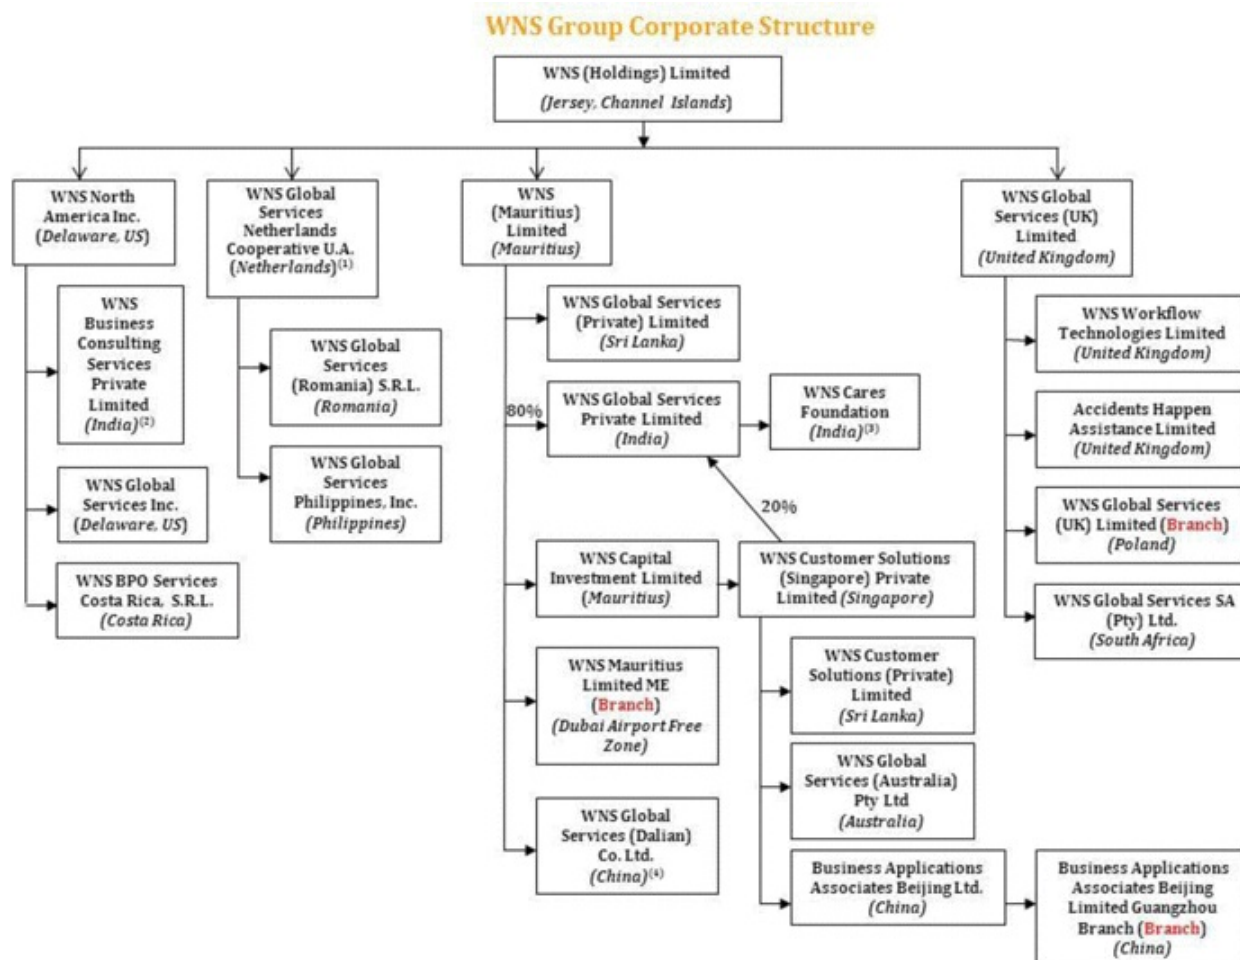 WNS Group Corporate Structure
WNS (Holdings) Limited
(Jersey, Channel Islands)
WNS North
America Inc.
(Delaware, US)
WNS
Business
Consulting
Services
Private
Limited
(India)(2)
WNS Global
Services Inc.
(Delaware, US)
WNS BPO Services
Costa Rica, S.R.L.
(Costa Rica)
WNS Global
Services
Netherlands
Cooperative U.A.
(Netherlands)(1)
WNS Global
Services
(Romania) S.R.L.
(Romania)
WNS Global
Services
Philippines, Inc.
(Philippines)
WNS
(Mauritius)
Limited
(Mauritius)
WNS Global Services
(Private) Limited
(Sri Lanka)
80%
WNS Global Services
Private Limited
(India)
WNS Cares
Foundation
(India)(3)
20%
WNS Capital
Investment Limited
(Mauritius)
WNS Customer Solutions
(Singapore) Private
Limited (Singapore)
WNS Mauritius
Limited ME
(Branch)
(Dubai Airport Free
Zone)
WNS Global
Services (Dalian)
Co. Ltd.
(China)(4)
WNS Customer
Solutions (Private)
Limited
(Sri Lanka)
WNS Global
Services (Australia)
Pty Ltd
(Australia)
Business Applications
Associates Beijing Ltd.
(China)
Business Applications
Associates Beijing
Limited Guangzhou
Branch (Branch)
(China)
WNS Global
Services (UK)
Limited
(United Kingdom)
WNS Workflow
Technologies Limited
(United Kingdom)
Accidents Happen
Assistance Limited
(United Kingdom)
WNS Global Services
(UK) Limited (Branch)
(Poland)
WNS Global Services SA
(Pty) Ltd.
(South Africa)